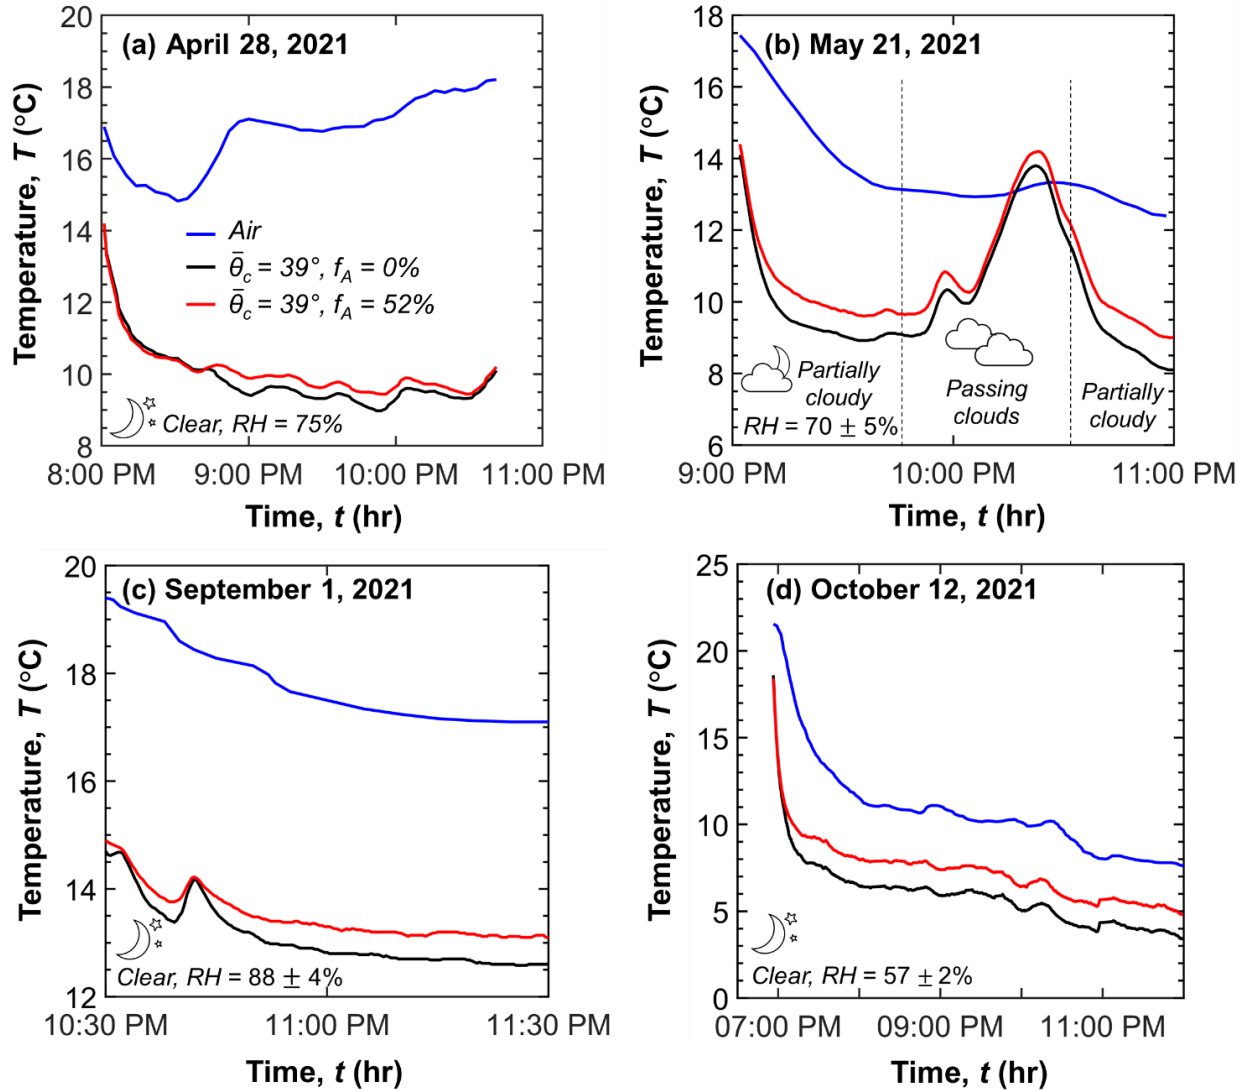 (a) April 28, 2021
Temperature, T (°C)
20
18
16
14
12
10
8
Air
θ̄c = 39°, fA = 0%
θ̄c = 39°, fA = 52%
Clear, RH = 75%
8:00 PM 9:00 PM 10:00 PM 11:00 PM
Time, t (hr)
(b) May 21, 2021
Temperature, T (°C)
18
16
14
12
10
8
6
Partially
cloudy
RH = 70 ± 5%
Passing
clouds
Partially
cloudy
9:00 PM 10:00 PM 11:00 PM
Time, t (hr)
(c) September 1, 2021
Temperature, T (°C)
20
18
16
14
12
Clear, RH = 88 ± 4%
10:30 PM 11:00 PM 11:30 PM
Time, t (hr)
(d) October 12, 2021
Temperature, T (°C)
25
20
15
10
5
0
Clear, RH = 57 ± 2%
07:00 PM 09:00 PM 11:00 PM
Time, t (hr)